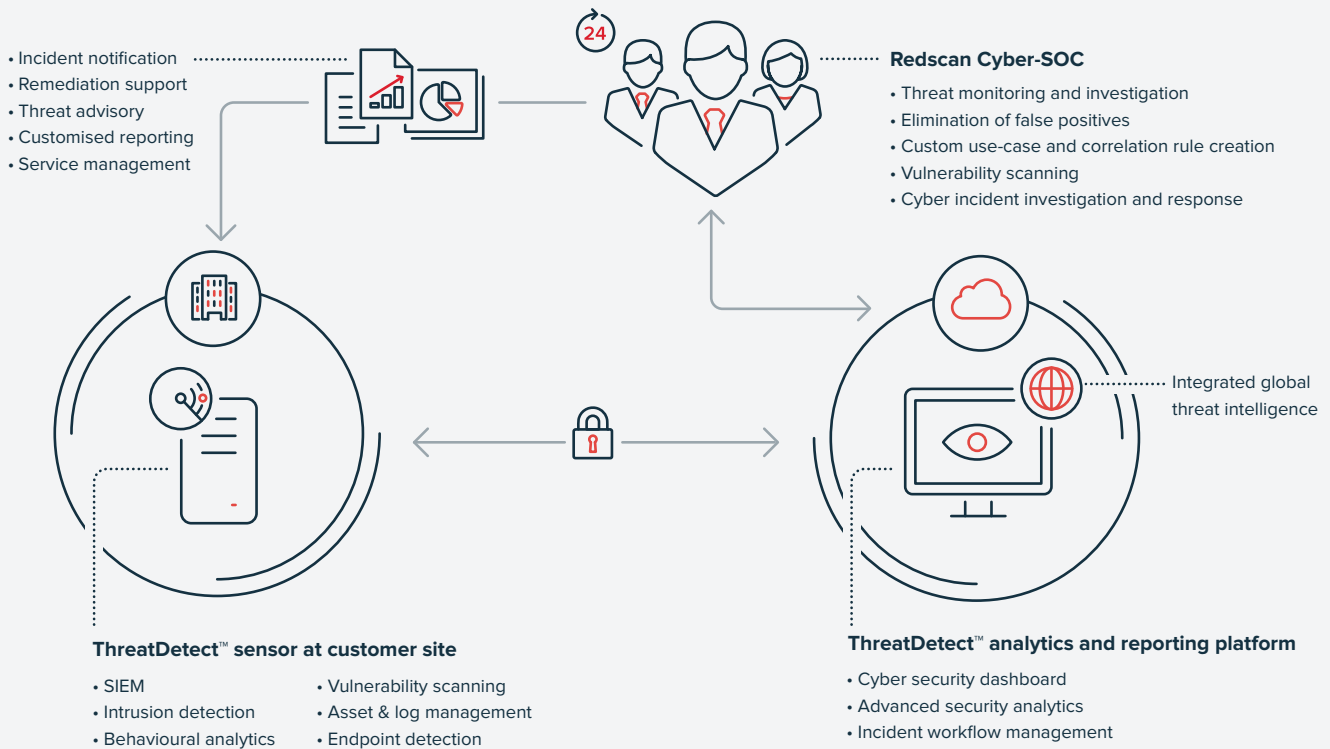 • Incident notification
• Remediation support
• Threat advisory
• Customised reporting
• Service management
24
Redscan Cyber-SOC
• Threat monitoring and investigation
• Elimination of false positives
• Custom use-case and correlation rule creation
• Vulnerability scanning
• Cyber incident investigation and response
Integrated global
threat intelligence
ThreatDetect™ sensor at customer site
• SIEM
• Intrusion detection
• Behavioural analytics
• Vulnerability scanning
• Asset & log management
• Endpoint detection
ThreatDetect™ analytics and reporting platform
• Cyber security dashboard
• Advanced security analytics
• Incident workflow management